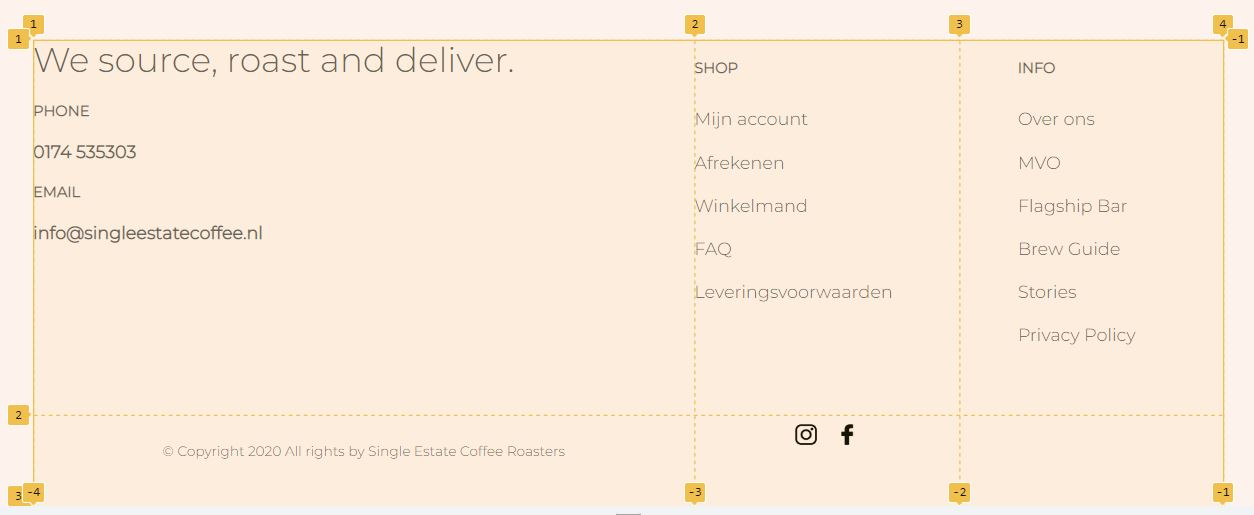 1 2 3 4
1 -1
We source, roast and deliver.
PHONE
0174 535303
EMAIL
info@singleestatecoffee.nl
SHOP
Mijn account
Afrekenen
Winkelmand
FAQ
Leveringsvoorwaarden
INFO
Over ons
MVO
Flagship Bar
Brew Guide
Stories
Privacy Policy
2
© Copyright 2020 All rights by Single Estate Coffee Roasters
3 -4 -3 -2 -1